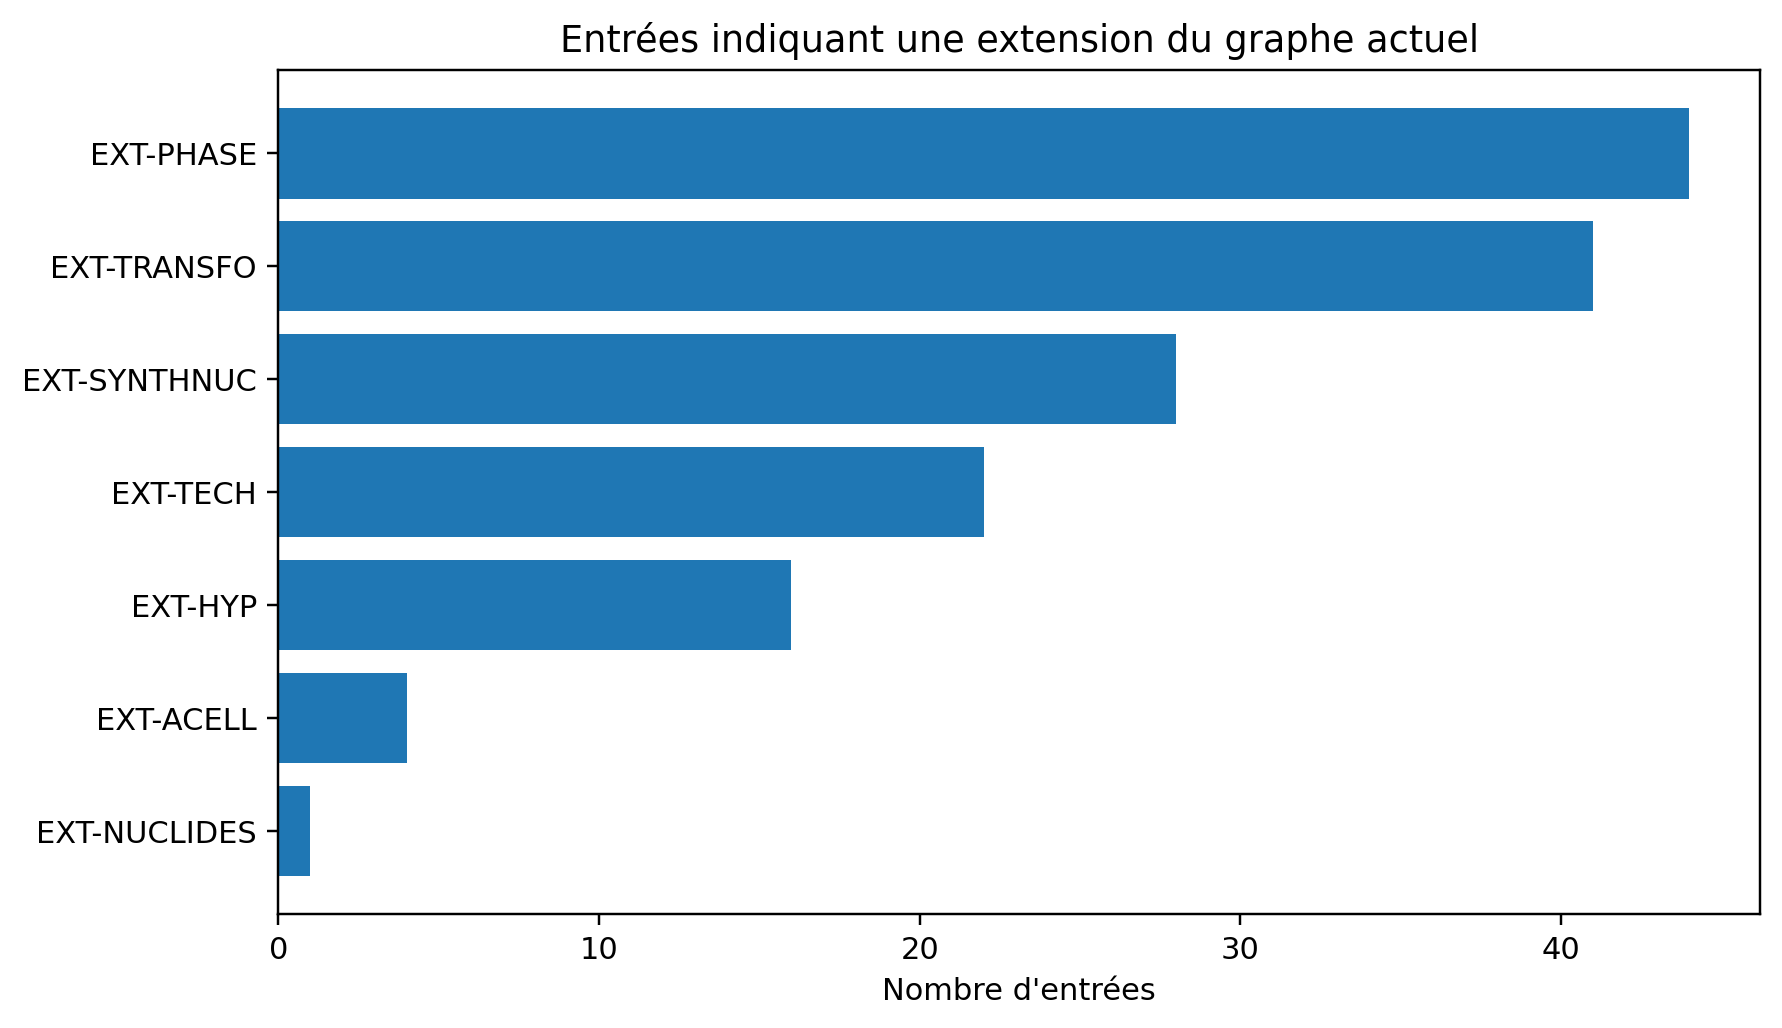 Entrées indiquant une extension du graphe actuel
EXT-PHASE
EXT-TRANSFO
EXT-SYNTHNUC
EXT-TECH
EXT-HYP
EXT-ACELL
EXT-NUCLIDES
0 10 20 30 40
Nombre d'entrées